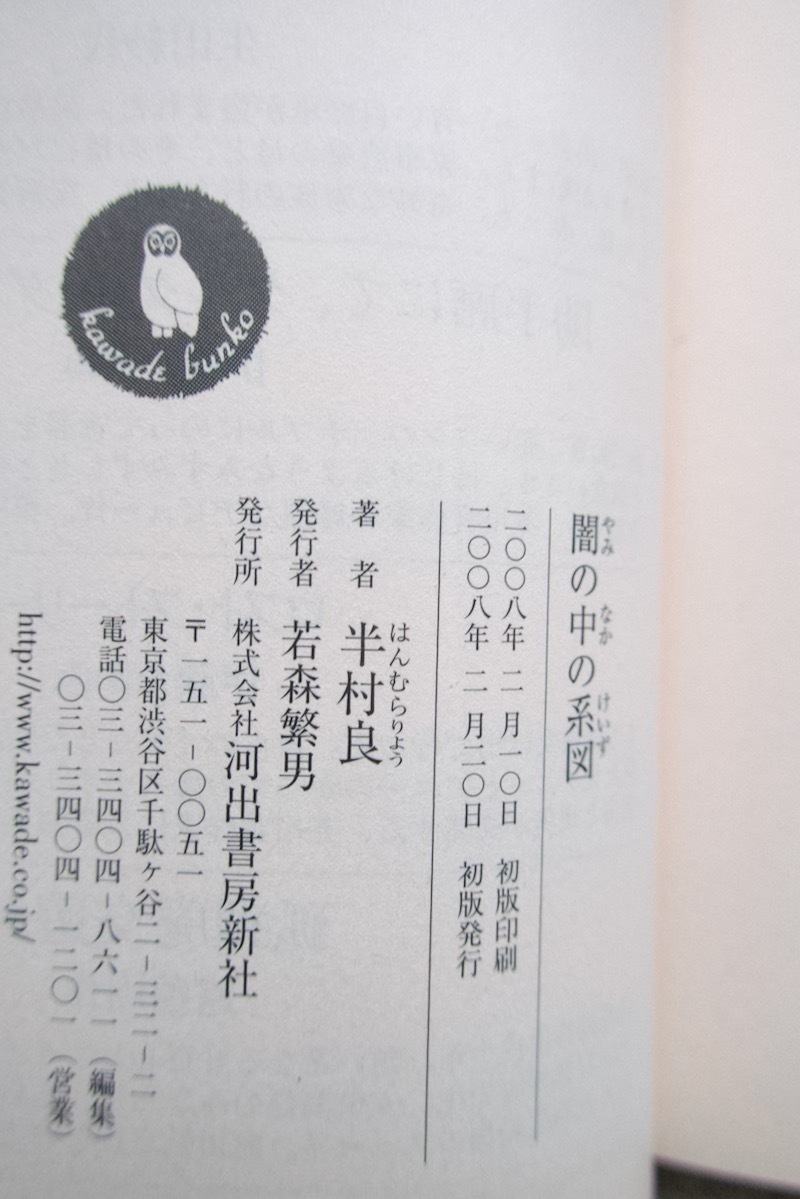 闇の中の系図
やみ なか けいず
二〇〇八年 二月一〇日 初版印刷
二〇〇八年 二月二〇日 初版発行
著 者 半村良
はんむらりょう
発行者 若森繁男
発行所 株式会社河出書房新社
〒一五一-〇〇五一
東京都渋谷区千駄ヶ谷二-三二-二
電話〇三-三四〇四-八六一一(編集)
〇三-三四〇四-一二〇一(営業)
http://www.kawade.co.jp/
kawade bunko